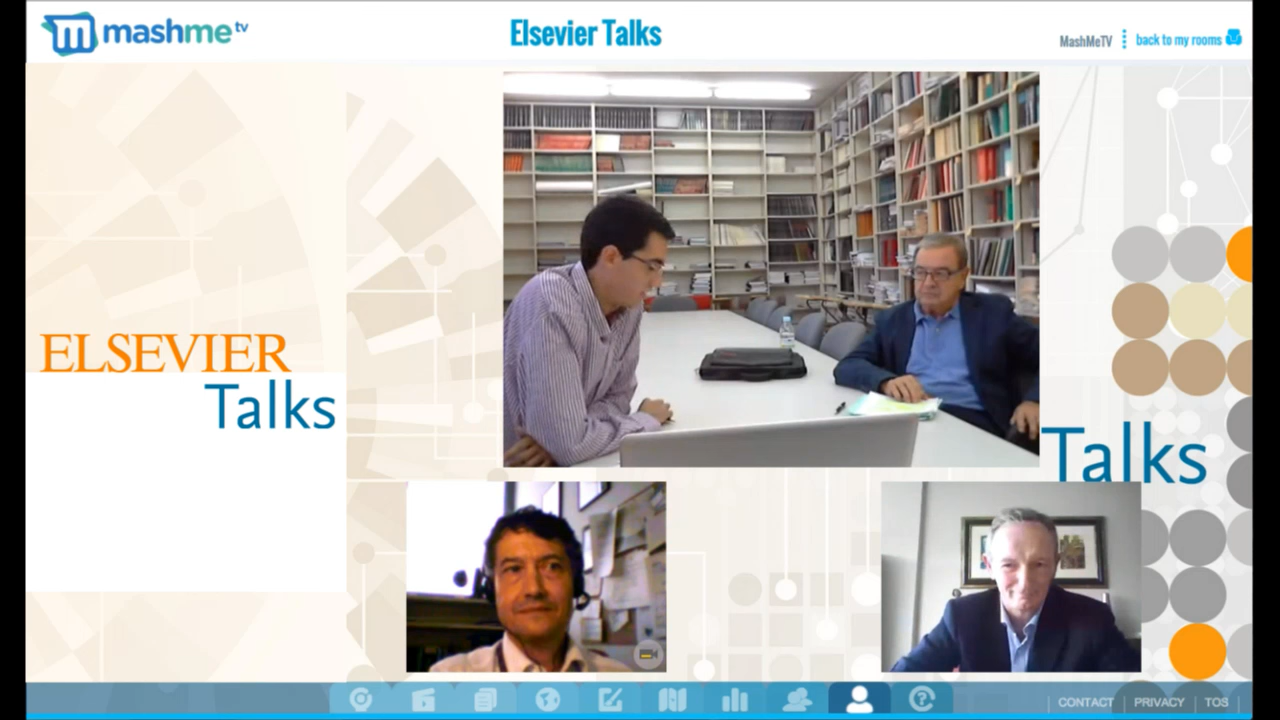 mashme tv
Elsevier Talks
MashMeTV
back to my rooms
ELSEVIER
Talks
Talks
CONTACT
PRIVACY
TOS